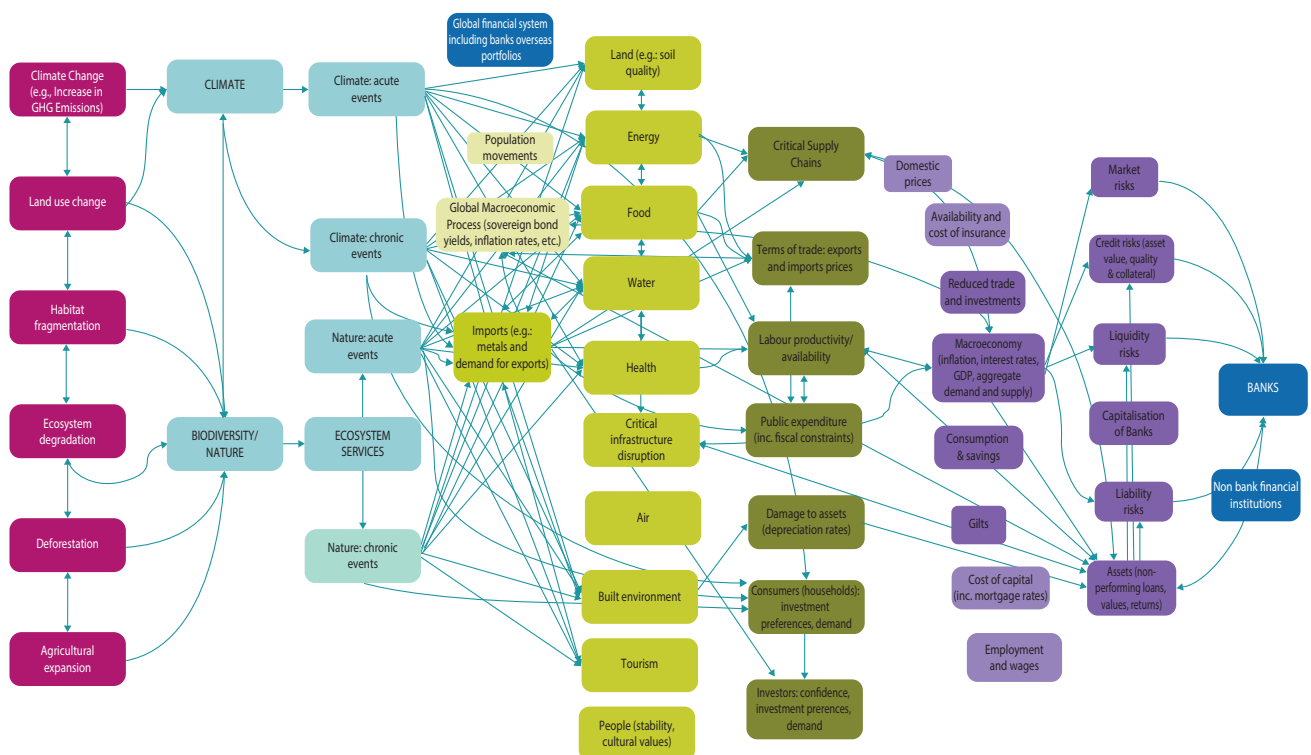 Climate Change
(e.g., Increase in
GHG Emissions)
Land use change
Habitat
fragmentation
Ecosystem
degradation
Deforestation
Agricultural
expansion
CLIMATE
BIODIVERSITY/
NATURE
Climate: acute
events
Climate: chronic
events
Nature: acute
events
ECOSYSTEM
SERVICES
Nature: chronic
events
Global financial system
including banks overseas
portfolios
Population
movements
Global Macroeconomic
Process (sovereign bond
yields, inflation rates, etc.)
Imports (e.g.:
metals and
demand for exports)
Land (e.g.: soil
quality)
Energy
Food
Water
Health
Critical
infrastructure
disruption
Air
Built environment
Tourism
People (stability,
cultural values)
Critical Supply
Chains
Terms of trade: exports
and imports prices
Labour productivity/
availability
Public expenditure
(inc. fiscal constraints)
Damage to assets
(depreciation rates)
Consumers (households):
investment
preferences, demand
Investors: confidence,
investment prerences,
demand
Domestic
prices
Availability and
cost of insurance
Reduced trade
and investments
Macroeconomy
(inflation, interest rates,
GDP, aggregate
demand and supply)
Consumption
& savings
Gilts
Cost of capital
(inc. mortgage rates)
Employment
and wages
Market
risks
Credit risks (asset
value, quality
& collateral)
Liquidity
risks
Capitalisation
of Banks
Liability
risks
Assets (non-
performing loans,
values, returns)
BANKS
Non bank financial
institutions